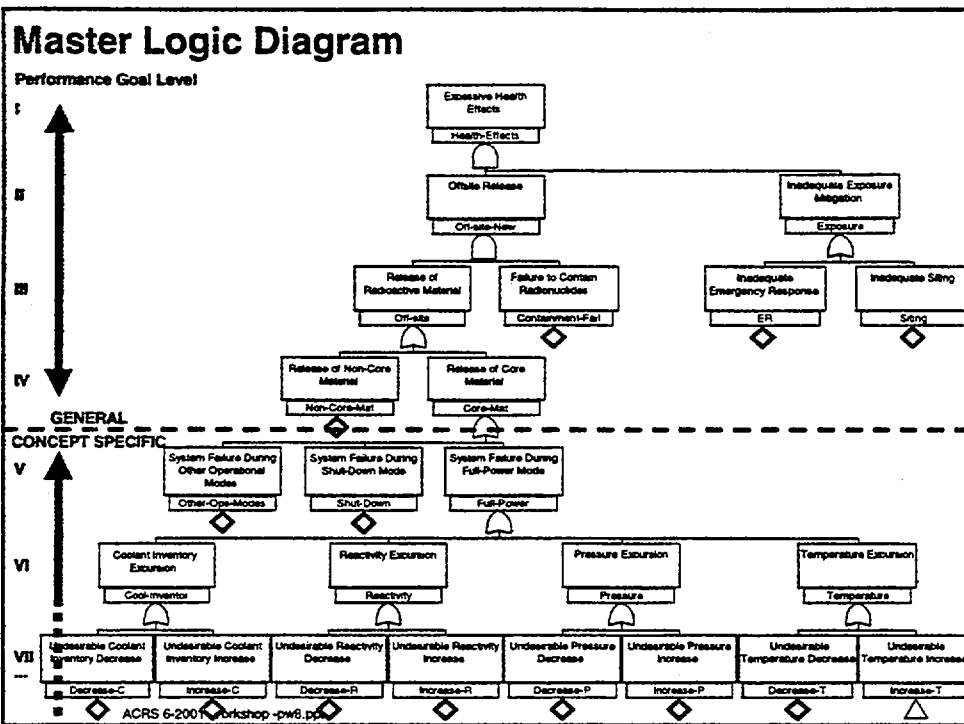 Master Logic Diagram
Performance Goal Level
I
Excessive Health
Effects
Health-Effects
II
Offsite Release
Off-site-New
Inadequate Exposure
Mitigation
Exposure
III
Release of
Radioactive Material
Off-site
Failure to Contain
Radionuclides
Containment-Fail
Inadequate
Emergency Response
ER
Inadequate Siting
Siting
IV
Release of Non-Core
Material
Non-Core-Mat
Release of Core
Material
Core-Mat
GENERAL
CONCEPT SPECIFIC
V
System Failure During
Other Operational
Modes
Other-Ops-Modes
System Failure During
Shut-Down Mode
Shut-Down
System Failure During
Full-Power Mode
Full-Power
VI
Coolant Inventory
Excursion
Cool-Inventor
Reactivity Excursion
Reactivity
Pressure Excursion
Pressure
Temperature Excursion
Temperature
VII
---
Undesirable Coolant
Inventory Decrease
Decrease-C
Undesirable Coolant
Inventory Increase
Increase-C
Undesirable Reactivity
Decrease
Decrease-R
Undesirable Reactivity
Increase
Increase-R
Undesirable Pressure
Decrease
Decrease-P
Undesirable Pressure
Increase
Increase-P
Undesirable
Temperature Decrease
Decrease-T
Undesirable
Temperature Increase
Increase-T
ACRS 6-2001 Workshop -pw8.ppt